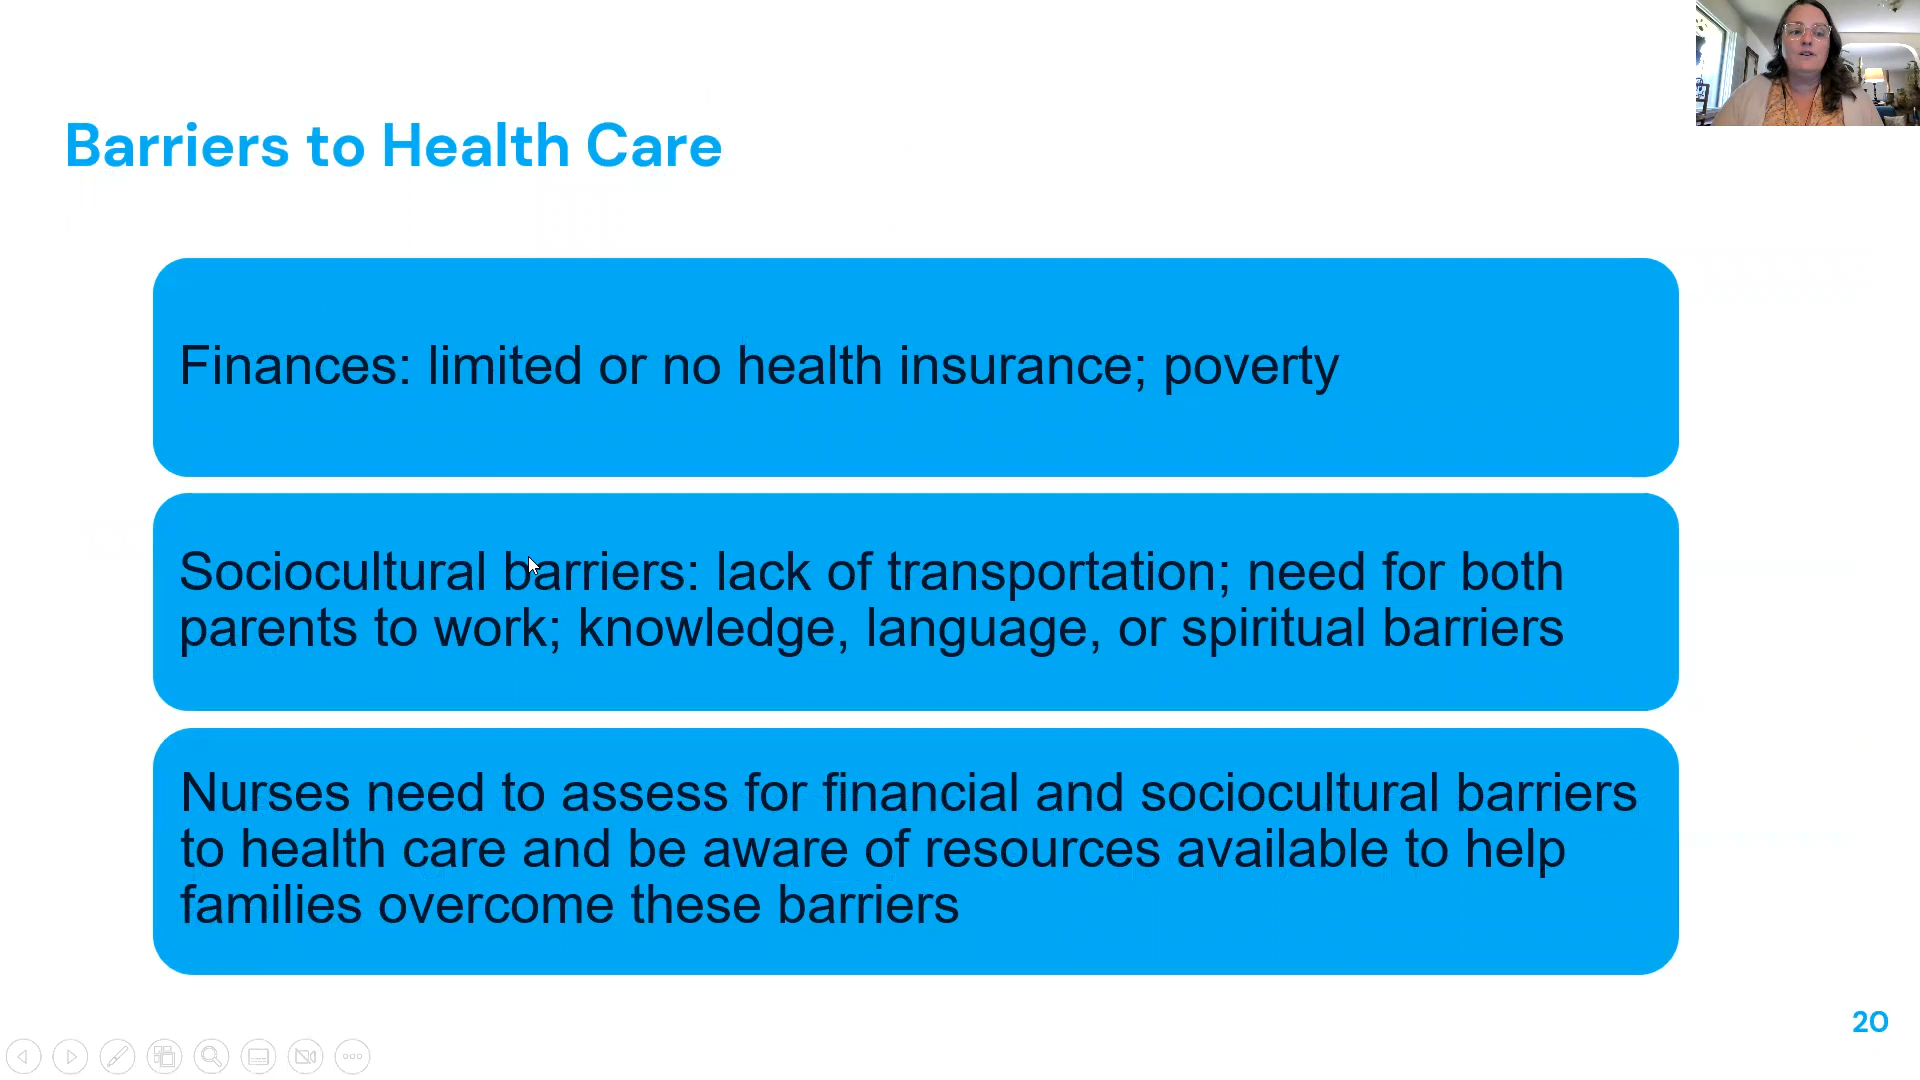 Barriers to Health Care
Finances: limited or no health insurance; poverty
Sociocultural barriers: lack of transportation; need for both
parents to work; knowledge, language, or spiritual barriers
Nurses need to assess for financial and sociocultural barriers
to health care and be aware of resources available to help
families overcome these barriers
20